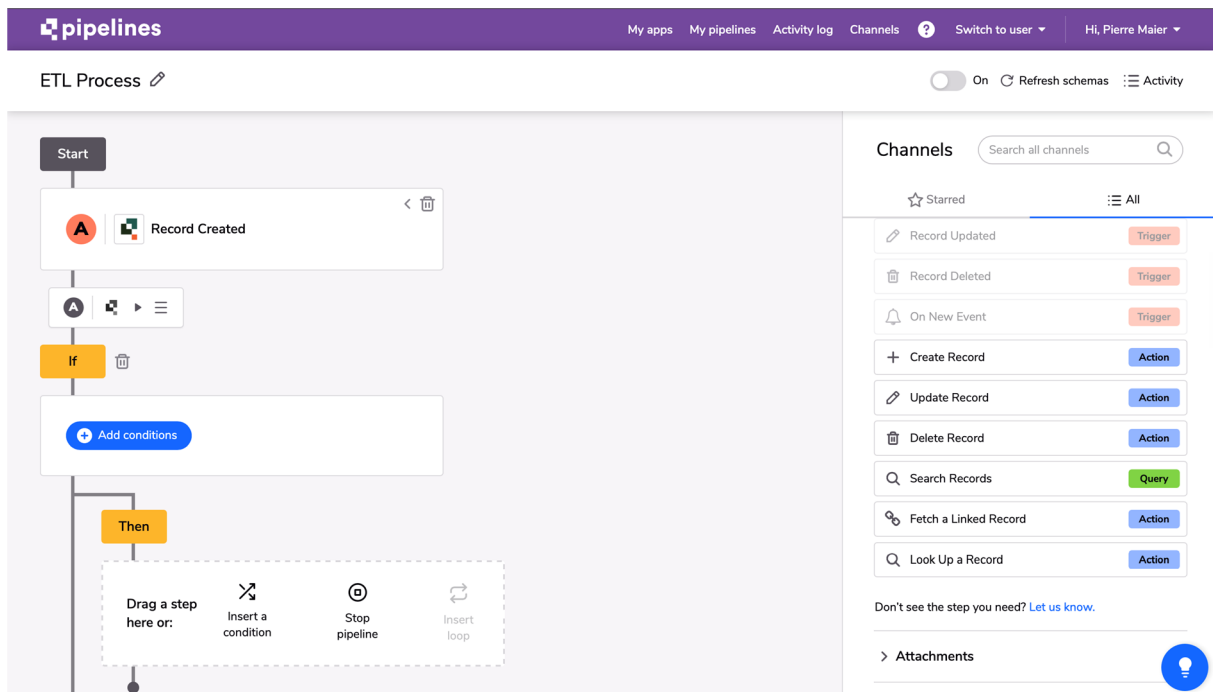 pipelines
My apps My pipelines Activity log Channels ? Switch to user Hi, Pierre Maier
ETL Process
On Refresh schemas Activity
Start
A Record Created
A
If
Add conditions
Then
Drag a step
here or:
Insert a
condition
Stop
pipeline
Insert
loop
Channels
Search all channels
Starred All
Record Updated Trigger
Record Deleted Trigger
On New Event Trigger
Create Record Action
Update Record Action
Delete Record Action
Search Records Query
Fetch a Linked Record Action
Look Up a Record Action
Don't see the step you need? Let us know.
Attachments